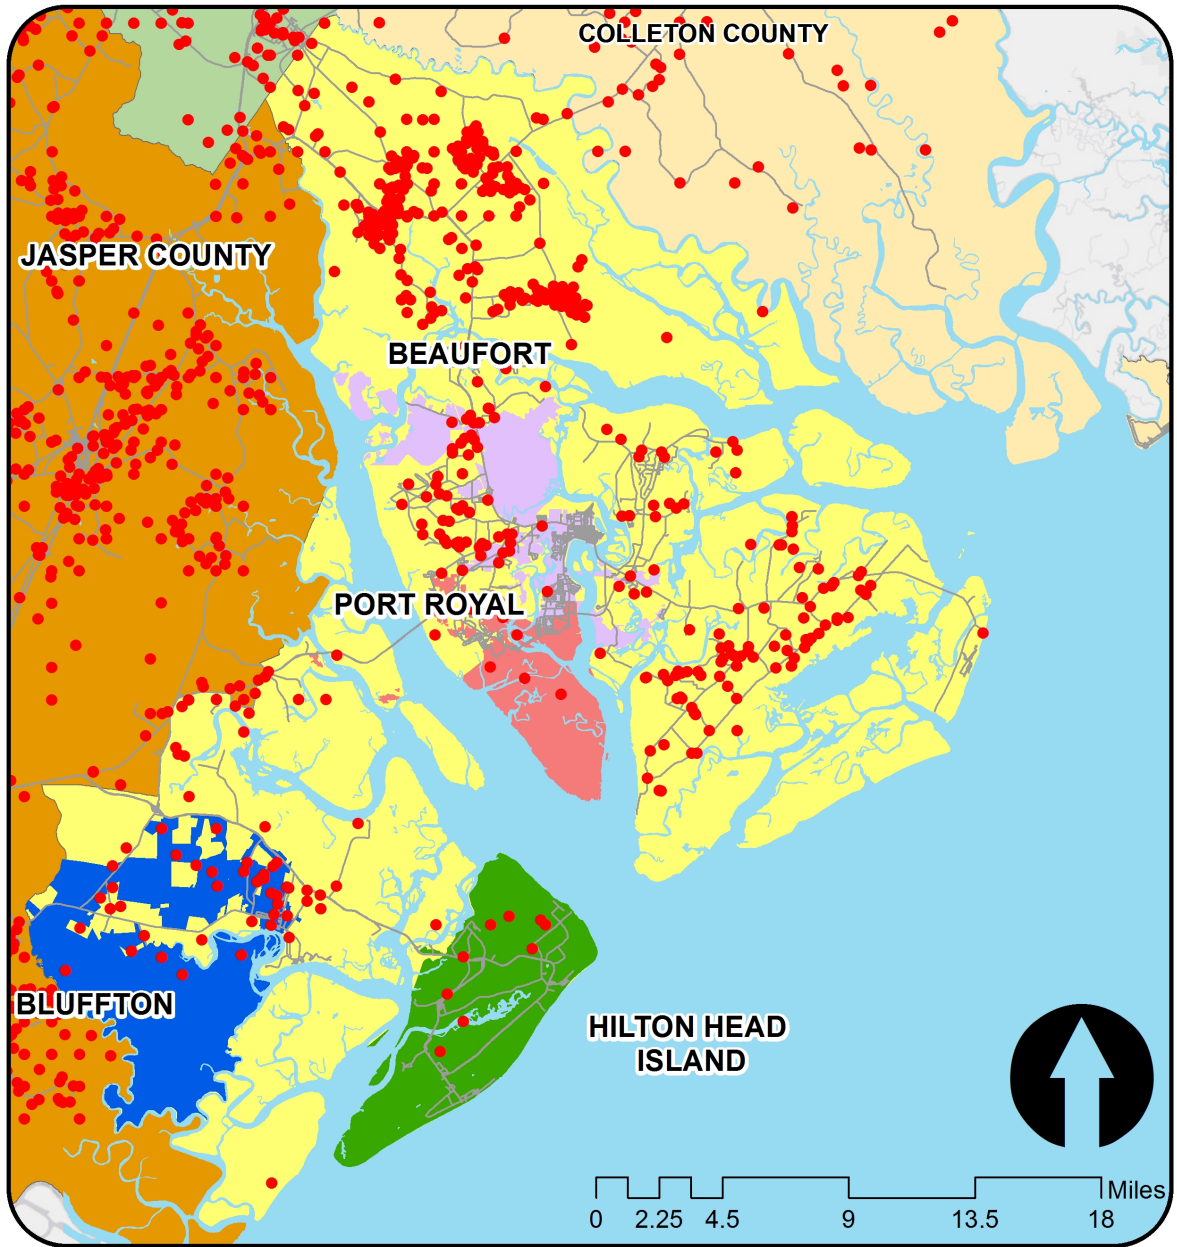 COLLETON COUNTY
JASPER COUNTY
BEAUFORT
PORT ROYAL
BLUFFTON
HILTON HEAD
ISLAND
Miles
0 2.25 4.5 9 13.5 18